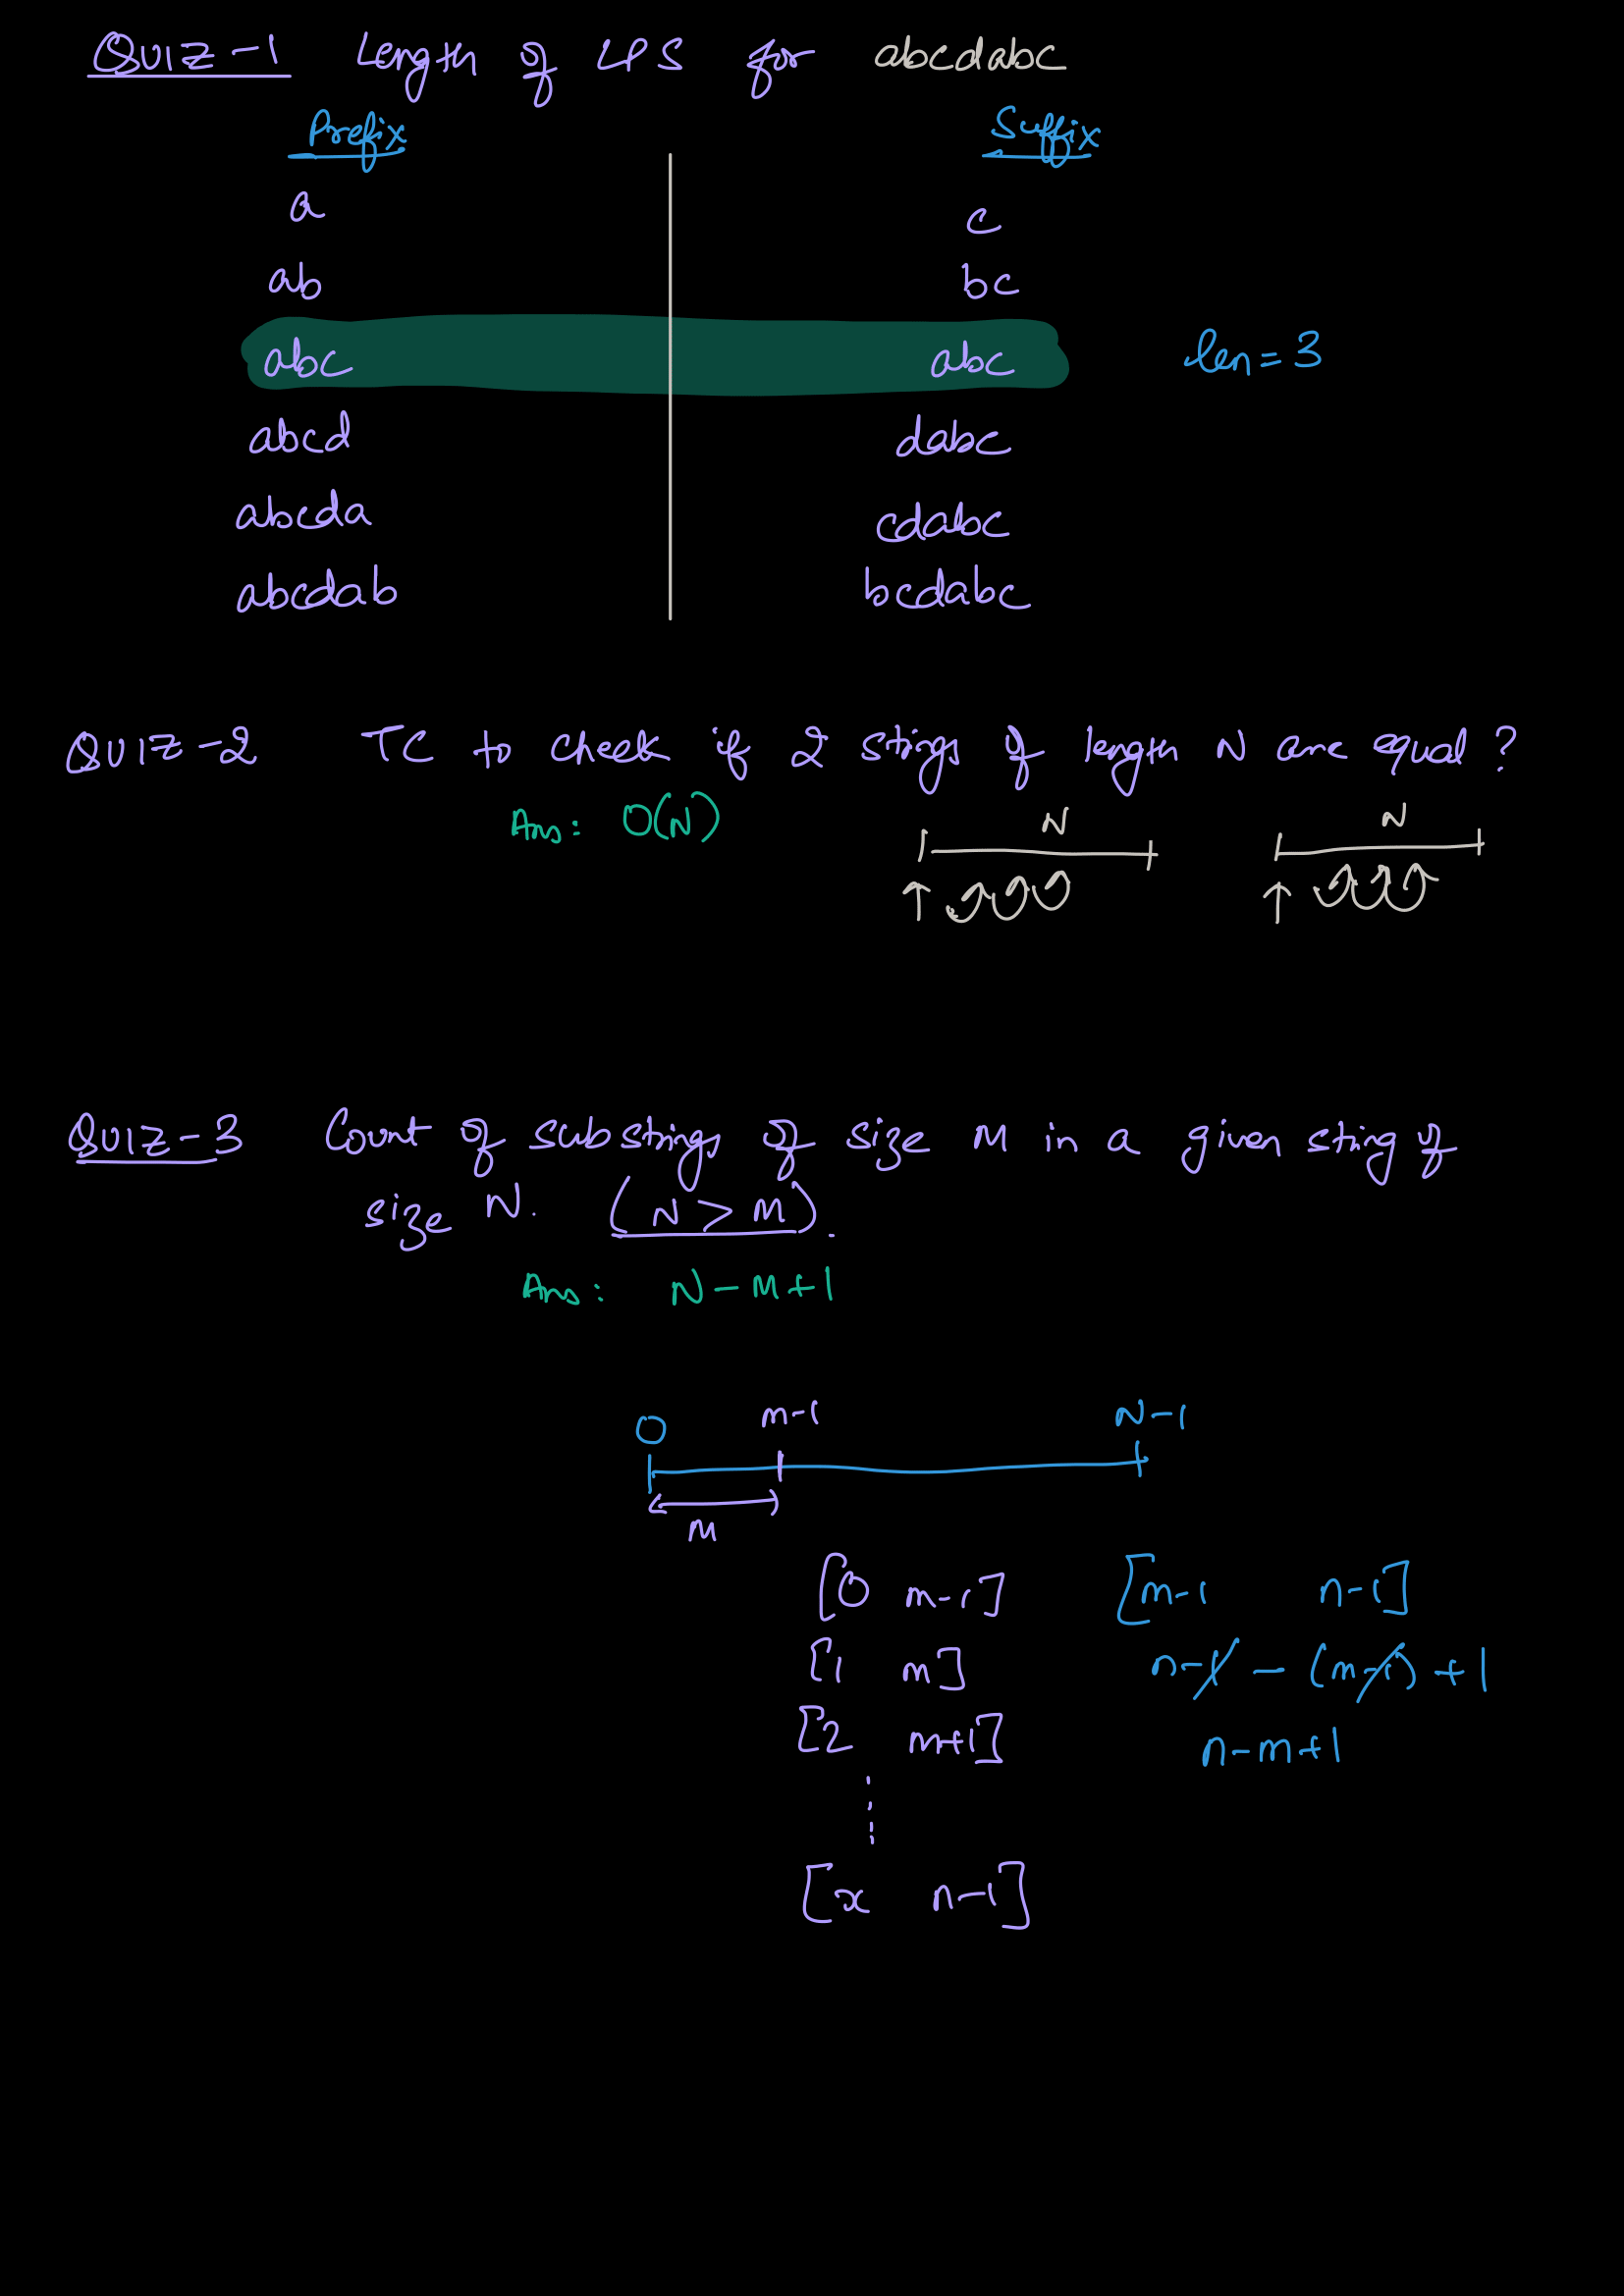 QUIZ-1 Length of LPS for abcdabc
Prefix Suffix
a c
ab bc
abc abc len=3
abcd dabc
abcda cdabc
abcdab bcdabc
QUIZ-2 TC to check if 2 stings of length N are equal?
Ans: O(N)
N N
QUIZ-3 Count of substrings of size M in a given sting of
size N. (N > M).
Ans: N-M+1
0 m-1 N-1
M
[0 m-1] [m-1 n-1]
[1 m] n-1 - (m-1) +1
[2 m+1] n-m+1
[x n-1]